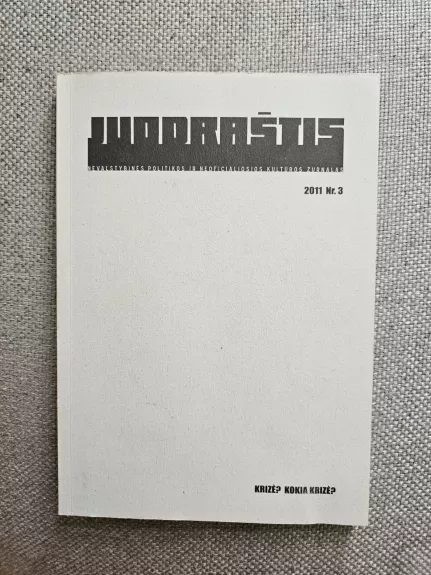 JUODRAŠTIS
NEVALSTYBINĖS POLITIKOS IR NEOFICIALIOSIOS KULTŪROS ŽURNALAS
2011 Nr. 3
KRIZĖ? KOKIA KRIZĖ?